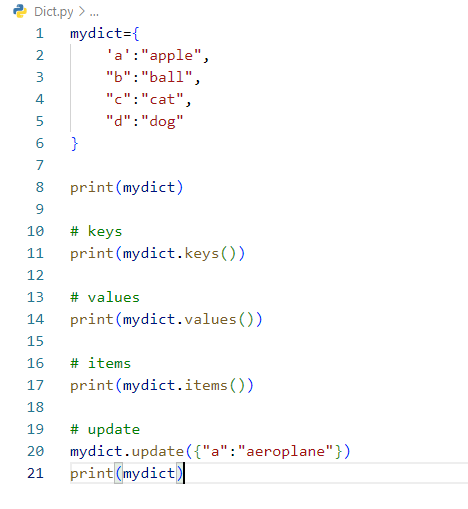 Dict.py > ...
1 mydict={
2     'a':"apple",
3     "b":"ball",
4     "c":"cat",
5     "d":"dog"
6 }
7
8 print(mydict)
9
10 # keys
11 print(mydict.keys())
12
13 # values
14 print(mydict.values())
15
16 # items
17 print(mydict.items())
18
19 # update
20 mydict.update({"a":"aeroplane"})
21 print(mydict)